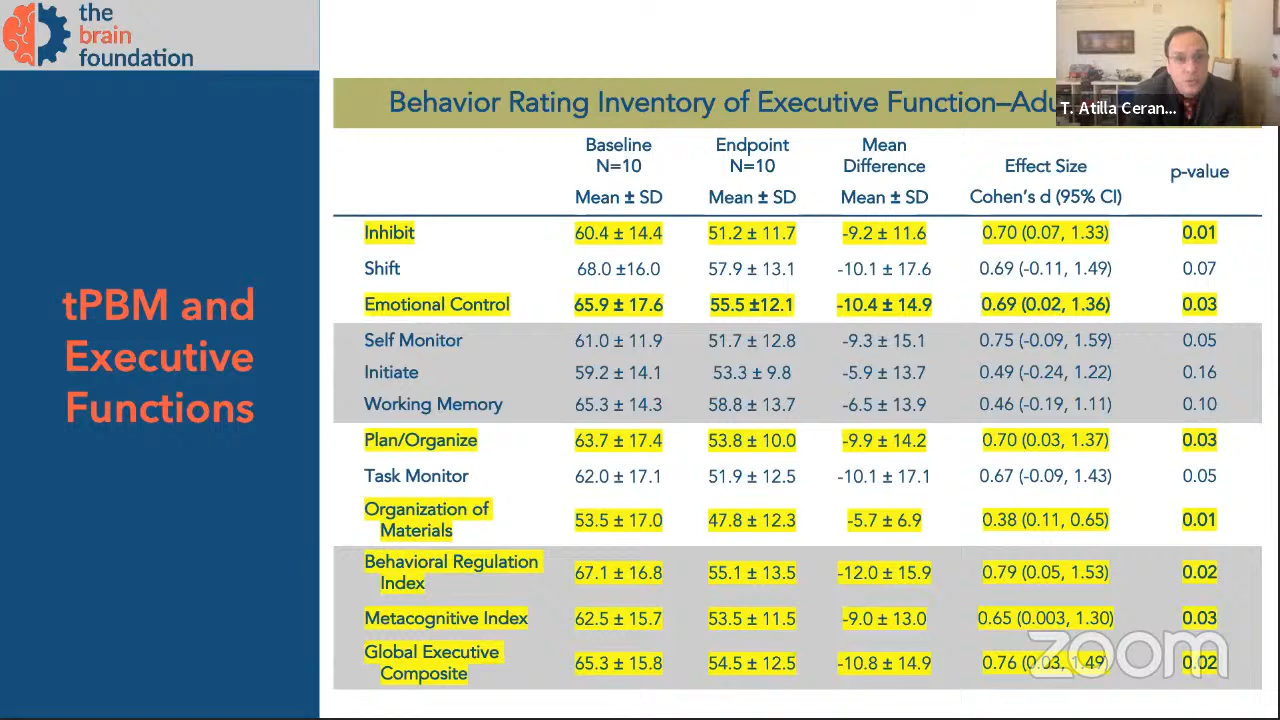 the
brain
foundation
T. Atilla Ceran...
Behavior Rating Inventory of Executive Function–Adu
tPBM and
Executive
Functions
Baseline Endpoint Mean
N=10 N=10 Difference Effect Size p-value
Mean ± SD Mean ± SD Mean ± SD Cohen's d (95% CI)
Inhibit 60.4 ± 14.4 51.2 ± 11.7 -9.2 ± 11.6 0.70 (0.07, 1.33) 0.01
Shift 68.0 ±16.0 57.9 ± 13.1 -10.1 ± 17.6 0.69 (-0.11, 1.49) 0.07
Emotional Control 65.9 ± 17.6 55.5 ±12.1 -10.4 ± 14.9 0.69 (0.02, 1.36) 0.03
Self Monitor 61.0 ± 11.9 51.7 ± 12.8 -9.3 ± 15.1 0.75 (-0.09, 1.59) 0.05
Initiate 59.2 ± 14.1 53.3 ± 9.8 -5.9 ± 13.7 0.49 (-0.24, 1.22) 0.16
Working Memory 65.3 ± 14.3 58.8 ± 13.7 -6.5 ± 13.9 0.46 (-0.19, 1.11) 0.10
Plan/Organize 63.7 ± 17.4 53.8 ± 10.0 -9.9 ± 14.2 0.70 (0.03, 1.37) 0.03
Task Monitor 62.0 ± 17.1 51.9 ± 12.5 -10.1 ± 17.1 0.67 (-0.09, 1.43) 0.05
Organization of
Materials 53.5 ± 17.0 47.8 ± 12.3 -5.7 ± 6.9 0.38 (0.11, 0.65) 0.01
Behavioral Regulation
Index 67.1 ± 16.8 55.1 ± 13.5 -12.0 ± 15.9 0.79 (0.05, 1.53) 0.02
Metacognitive Index 62.5 ± 15.7 53.5 ± 11.5 -9.0 ± 13.0 0.65 (0.003, 1.30) 0.03
Global Executive
Composite 65.3 ± 15.8 54.5 ± 12.5 -10.8 ± 14.9 0.76 (0.03, 1.49) 0.02
zoom